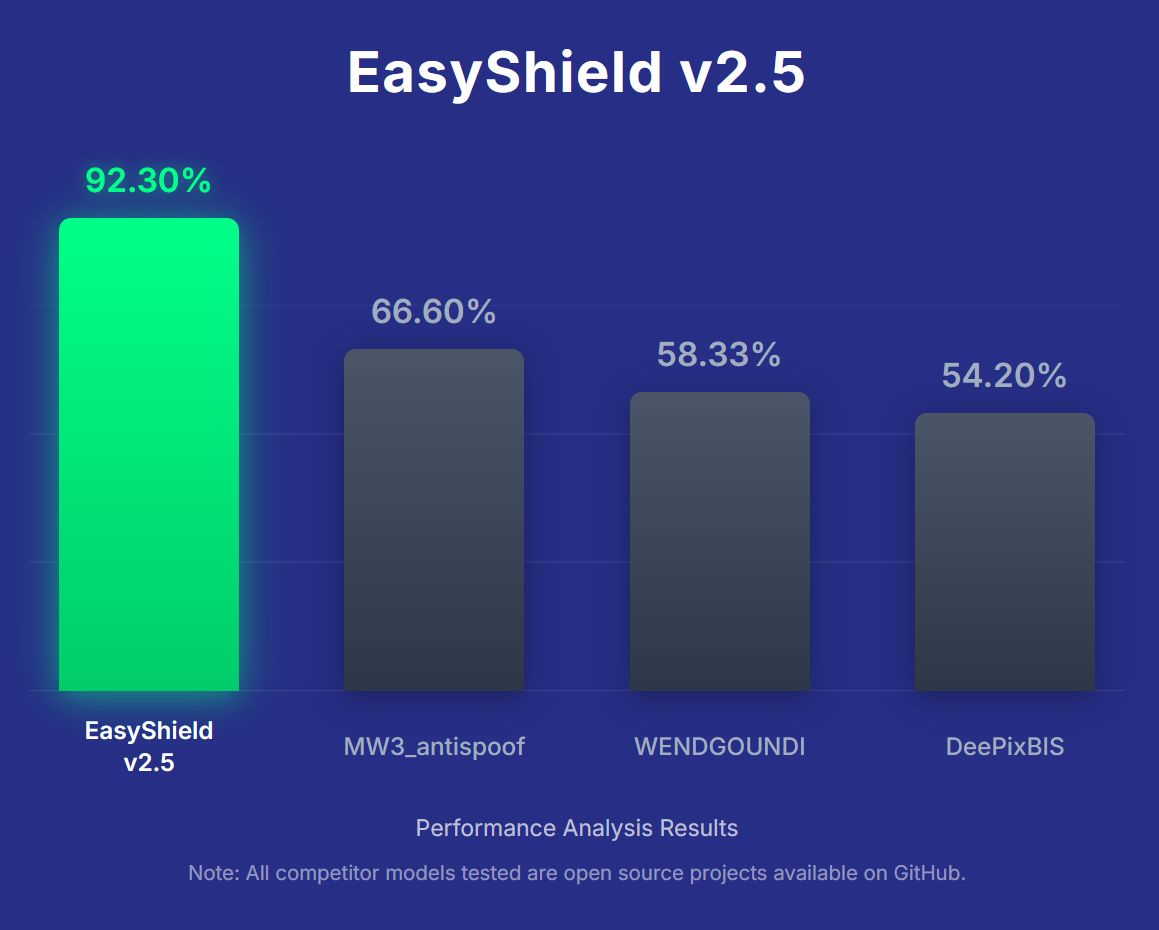 EasyShield v2.5
92.30%
66.60%
58.33%
54.20%
EasyShield
v2.5
MW3_antispoof
WENDGOUNDI
DeePixBIS
Performance Analysis Results
Note: All competitor models tested are open source projects available on GitHub.